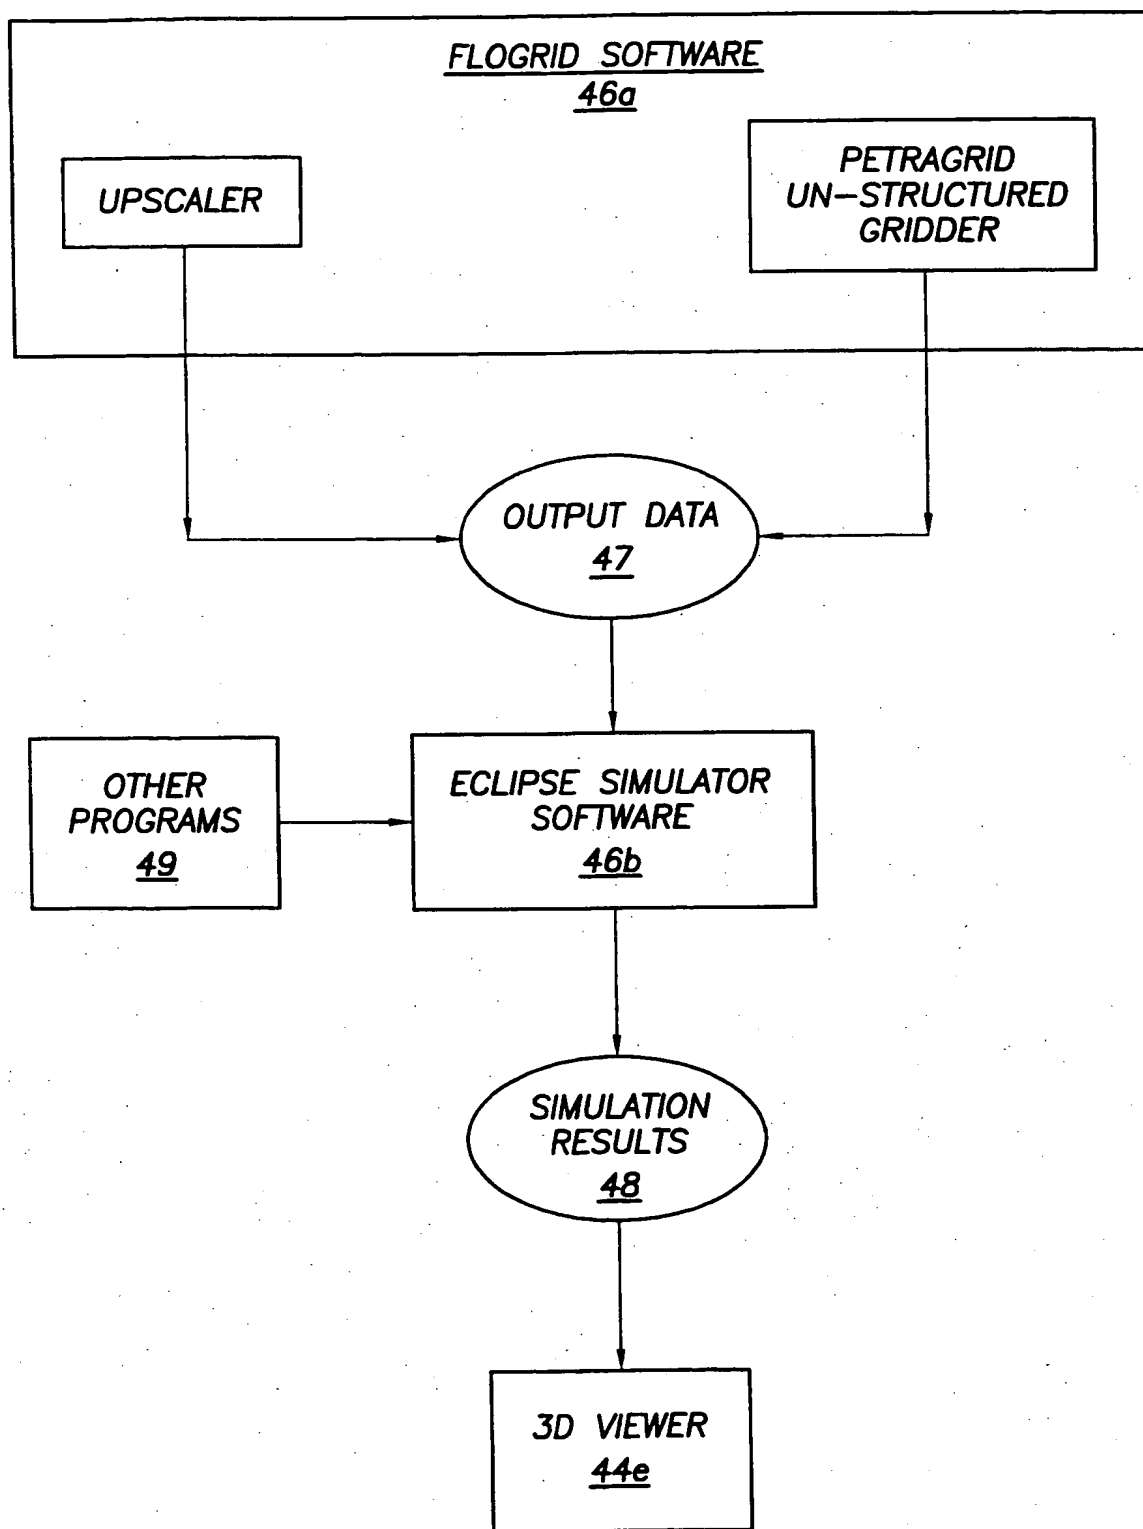 FLOGRID SOFTWARE
46a
UPSCALER
PETRAGRID
UN-STRUCTURED
GRIDDER
OUTPUT DATA
47
OTHER
PROGRAMS
49
ECLIPSE SIMULATOR
SOFTWARE
46b
SIMULATION
RESULTS
48
3D VIEWER
44e